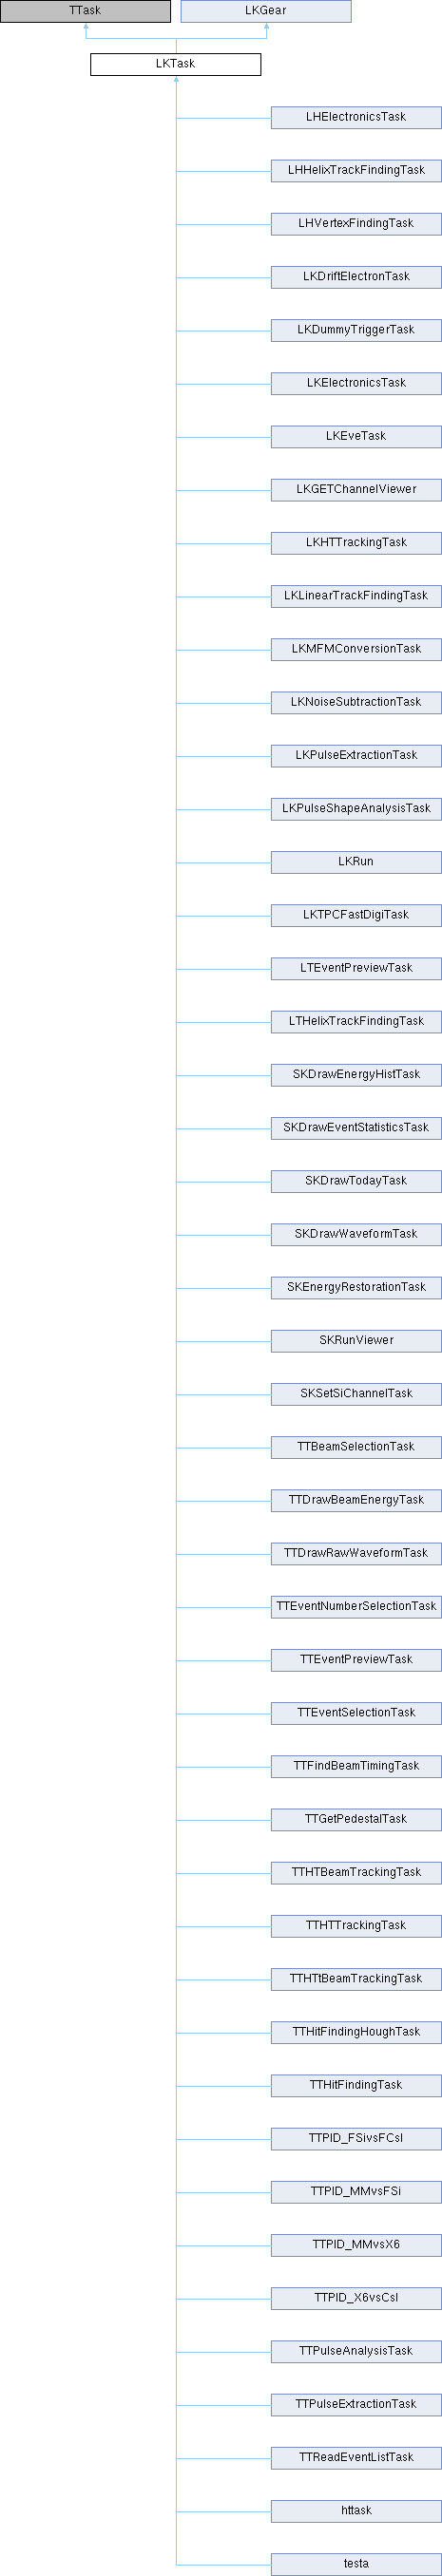 TTask
LKGear
LKTask
LHElectronicsTask
LHHelixTrackFindingTask
LHVertexFindingTask
LKDriftElectronTask
LKDummyTriggerTask
LKElectronicsTask
LKEveTask
LKGETChannelViewer
LKHTTrackingTask
LKLinearTrackFindingTask
LKMFMConversionTask
LKNoiseSubtractionTask
LKPulseExtractionTask
LKPulseShapeAnalysisTask
LKRun
LKTPCFastDigiTask
LTEventPreviewTask
LTHelixTrackFindingTask
SKDrawEnergyHistTask
SKDrawEventStatisticsTask
SKDrawTodayTask
SKDrawWaveformTask
SKEnergyRestorationTask
SKRunViewer
SKSetSiChannelTask
TTBeamSelectionTask
TTDrawBeamEnergyTask
TTDrawRawWaveformTask
TTEventNumberSelectionTask
TTEventPreviewTask
TTEventSelectionTask
TTFindBeamTimingTask
TTGetPedestalTask
TTHTBeamTrackingTask
TTHTTrackingTask
TTHTtBeamTrackingTask
TTHitFindingHoughTask
TTHitFindingTask
TTPID_FSivsFCsI
TTPID_MMvsFSi
TTPID_MMvsX6
TTPID_X6vsCsI
TTPulseAnalysisTask
TTPulseExtractionTask
TTReadEventListTask
httask
testa